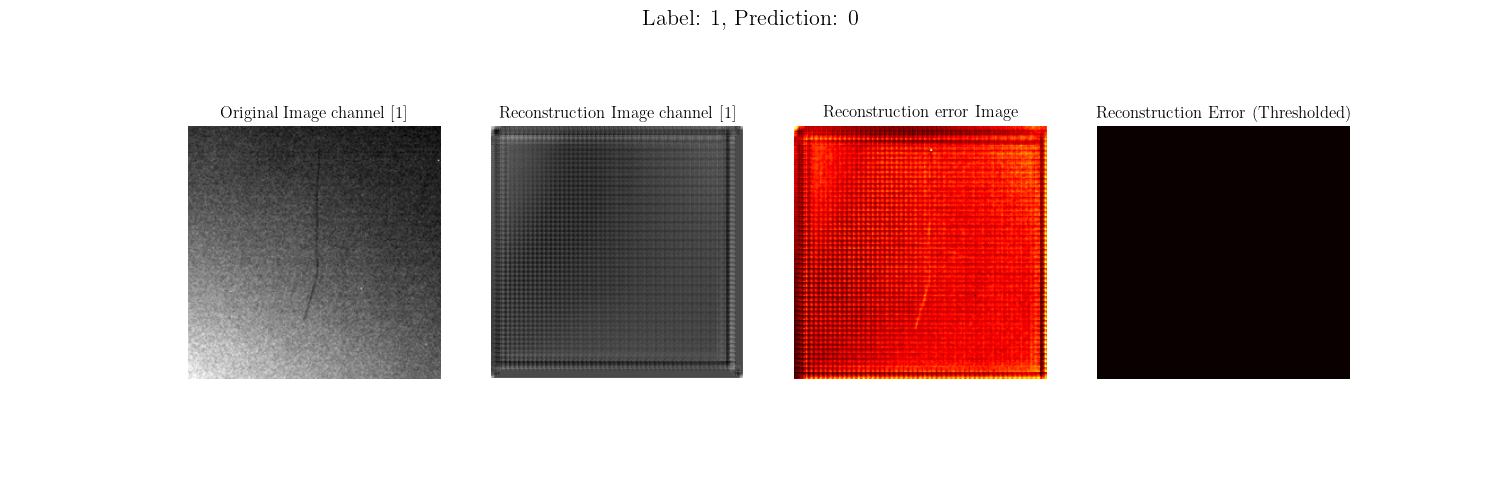 Label: 1, Prediction: 0
Original Image channel [1]
Reconstruction Image channel [1]
Reconstruction error Image
Reconstruction Error (Thresholded)